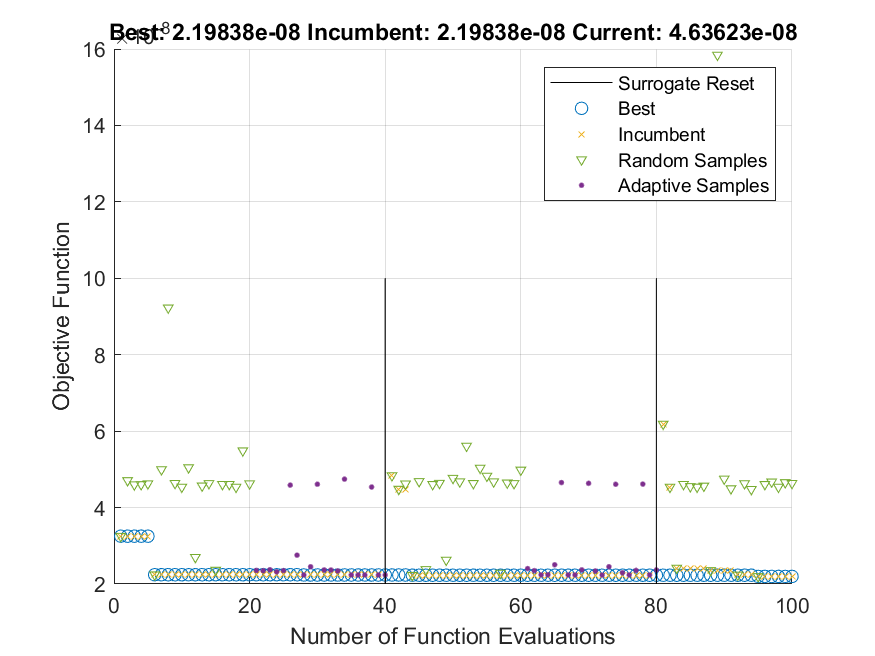 Best: 2.19838e-08 Incumbent: 2.19838e-08 Current: 4.63623e-08
×10-8
16
14
12
10
8
6
4
2
Objective Function
Surrogate Reset
Best
Incumbent
Random Samples
Adaptive Samples
0 20 40 60 80 100
Number of Function Evaluations